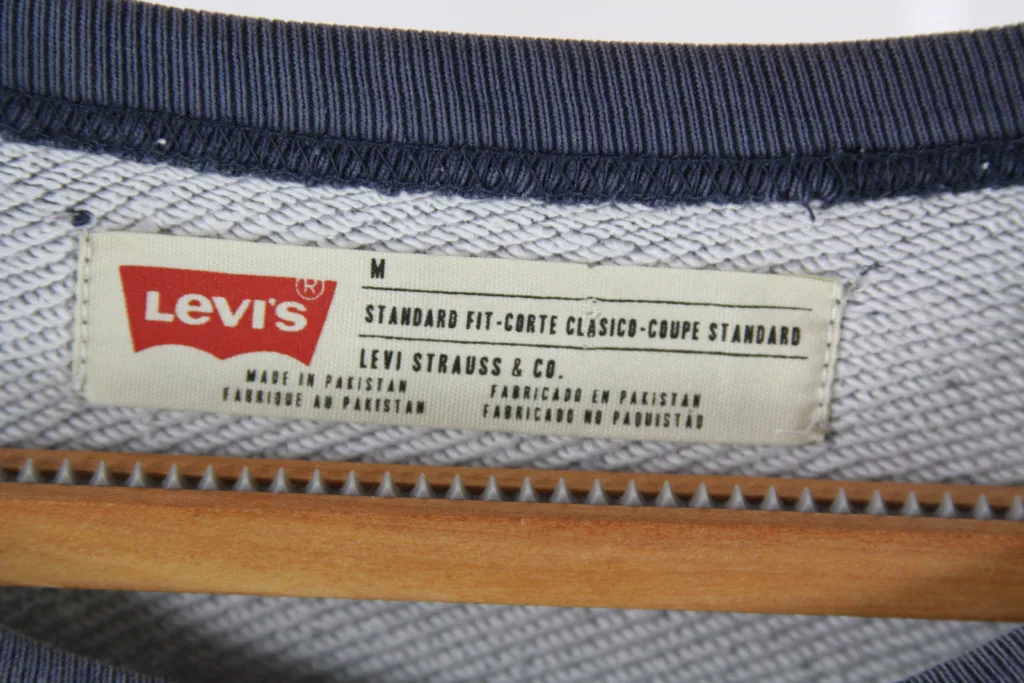 LEVI'S®
M
STANDARD FIT-CORTE CLASICO-COUPE STANDARD
LEVI STRAUSS & CO.
MADE IN PAKISTAN
FABRIQUE AU PAKISTAN
FABRICADO EN PAKISTAN
FABRICADO NO PAQUISTÃO